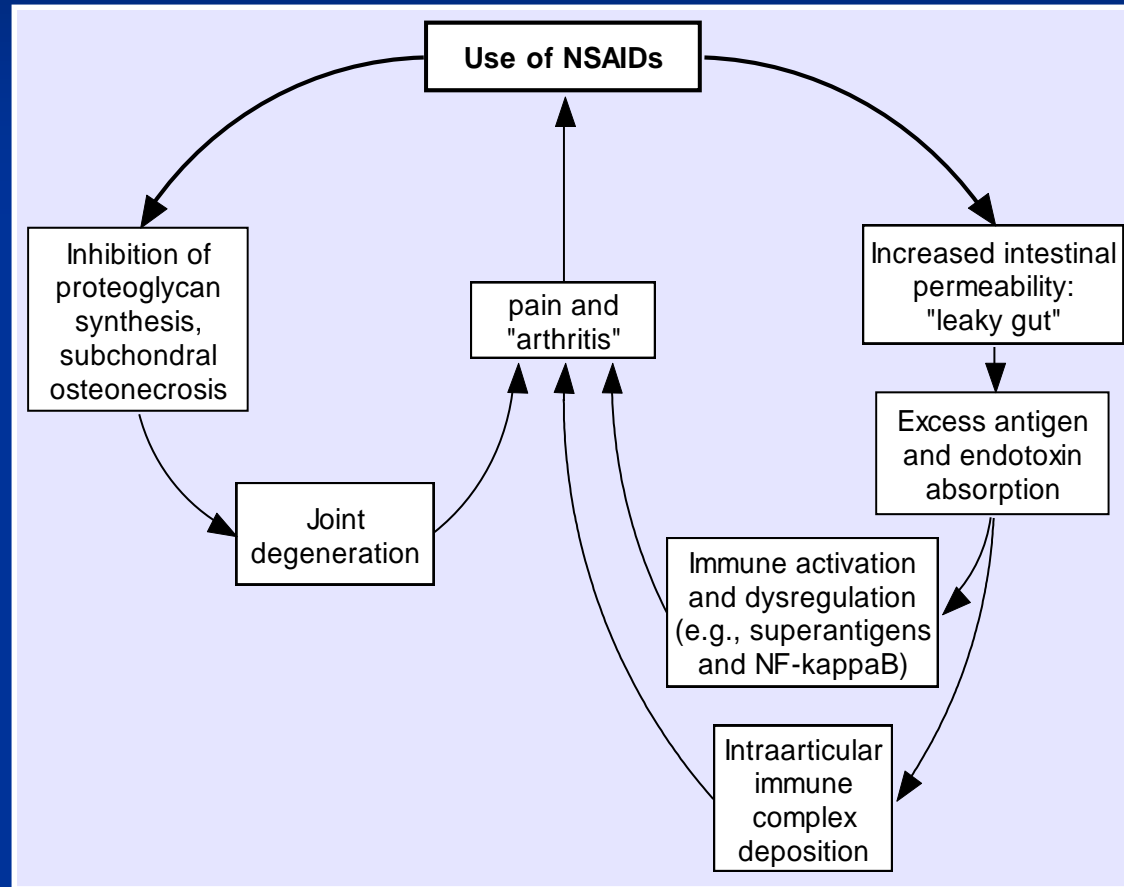 Use of NSAIDs
Inhibition of
proteoglycan
synthesis,
subchondral
osteonecrosis
pain and
"arthritis"
Increased intestinal
permeability:
"leaky gut"
Excess antigen
and endotoxin
absorption
Joint
degeneration
Immune activation
and dysregulation
(e.g., superantigens
and NF-kappaB)
Intraarticular
immune
complex
deposition